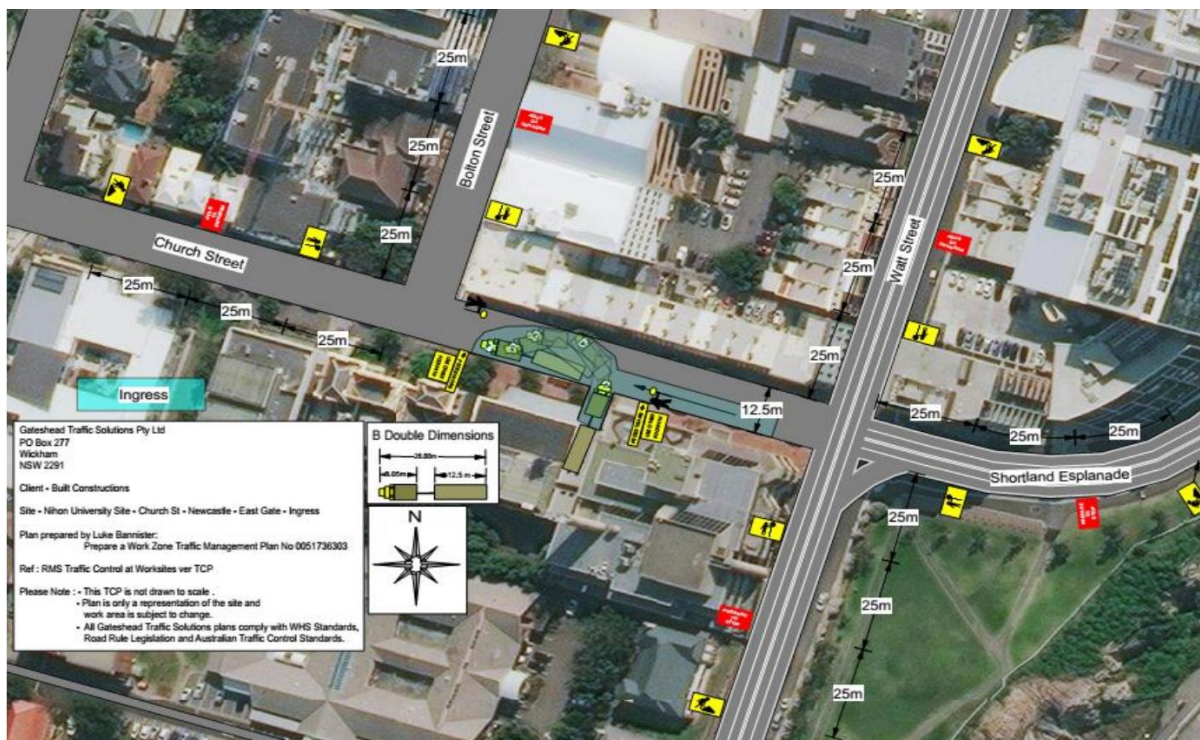 25m
25m
25m
Bolton Street
25m
25m
25m
25m
Watt Street
Church Street
25m
25m
25m
12.5m
25m
25m
25m
Shortland Esplanade
25m
25m
25m
Ingress
Gateshead Traffic Solutions Pty Ltd
PO Box 277
Wickham
NSW 2291
Client - Built Constructions
Site - Nihon University Site - Church St - Newcastle - East Gate - Ingress
Plan prepared by Luke Bannister:
Prepare a Work Zone Traffic Management Plan No 0051736303
Ref : RMS Traffic Control at Worksites ver TCP
Please Note : - This TCP is not drawn to scale .
- Plan is only a representation of the site and
work area is subject to change.
- All Gateshead Traffic Solutions plans comply with WHS Standards,
Road Rule Legislation and Australian Traffic Control Standards.
B Double Dimensions
12.5 m
N